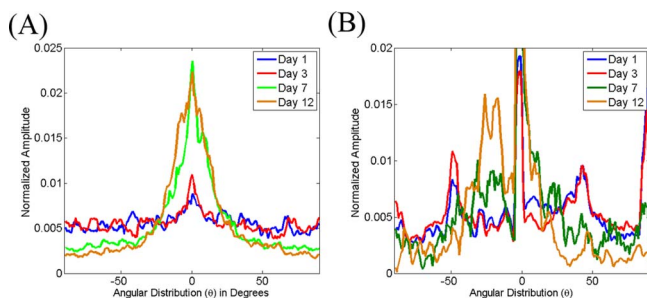 (A)
0.025
0.02
0.015
0.01
0.005
0
Normalized Amplitude
-50
0
50
Angular Distribution (θ) in Degrees
Day 1
Day 3
Day 7
Day 12
(B)
0.02
0.015
0.01
0.005
0
Normalized Amplitude
-50
0
50
Angular Distribution (θ) in Degrees
Day 1
Day 3
Day 7
Day 12